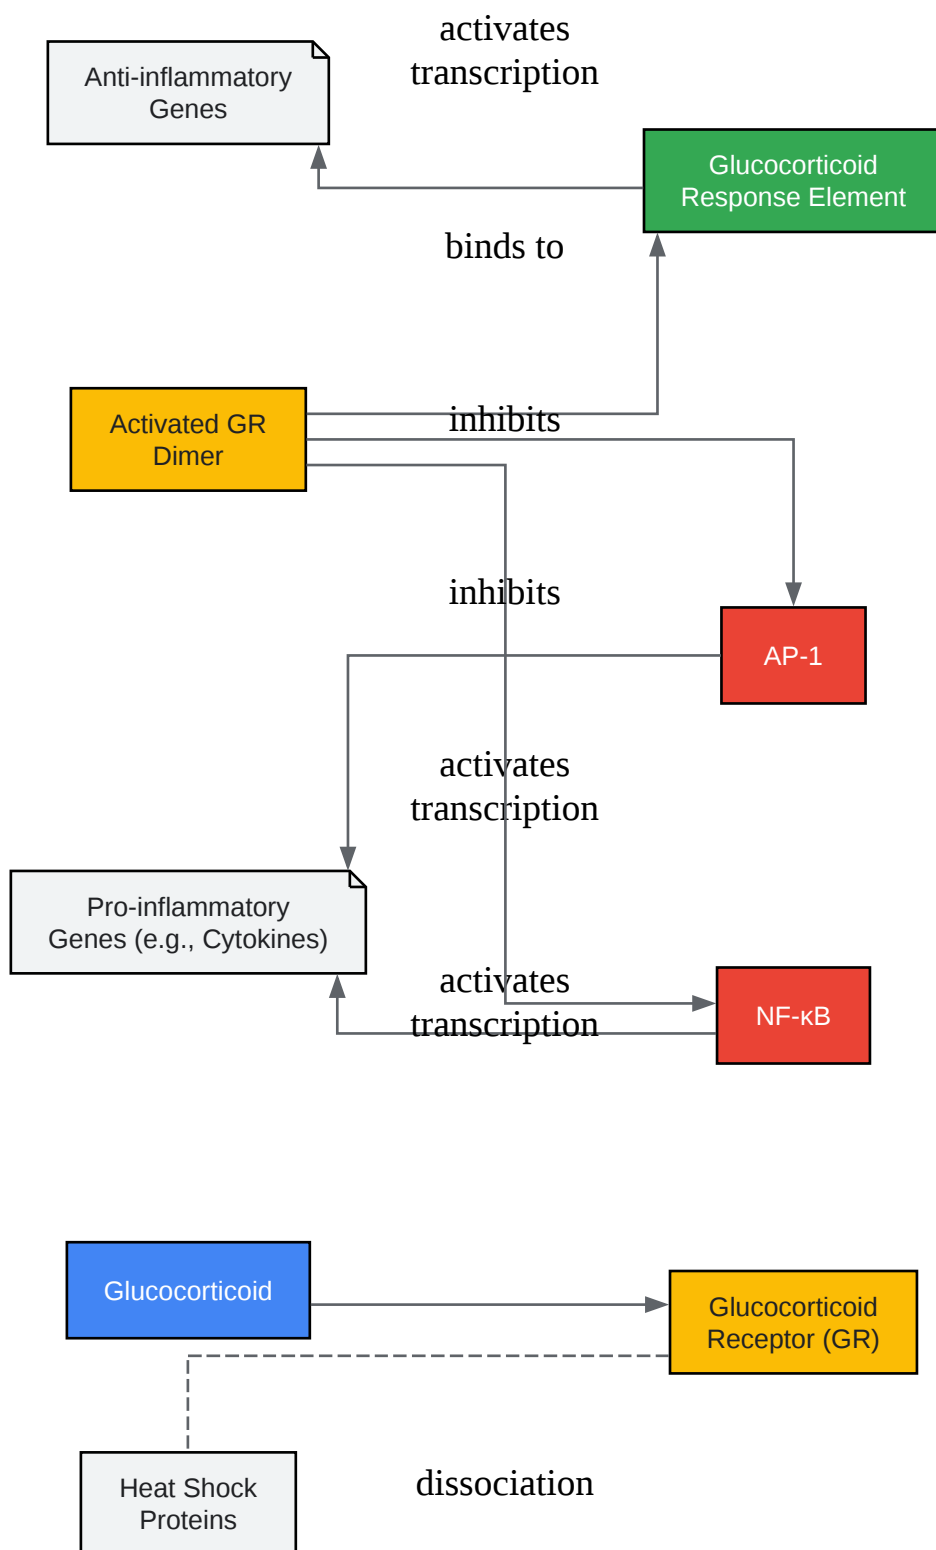 activates
transcription
Anti-inflammatory
Genes
Glucocorticoid
Response Element
binds to
Activated GR
Dimer
inhibits
inhibits
AP-1
activates
transcription
Pro-inflammatory
Genes (e.g., Cytokines)
activates
transcription
NF-κB
Glucocorticoid
Glucocorticoid
Receptor (GR)
Heat Shock
Proteins
dissociation